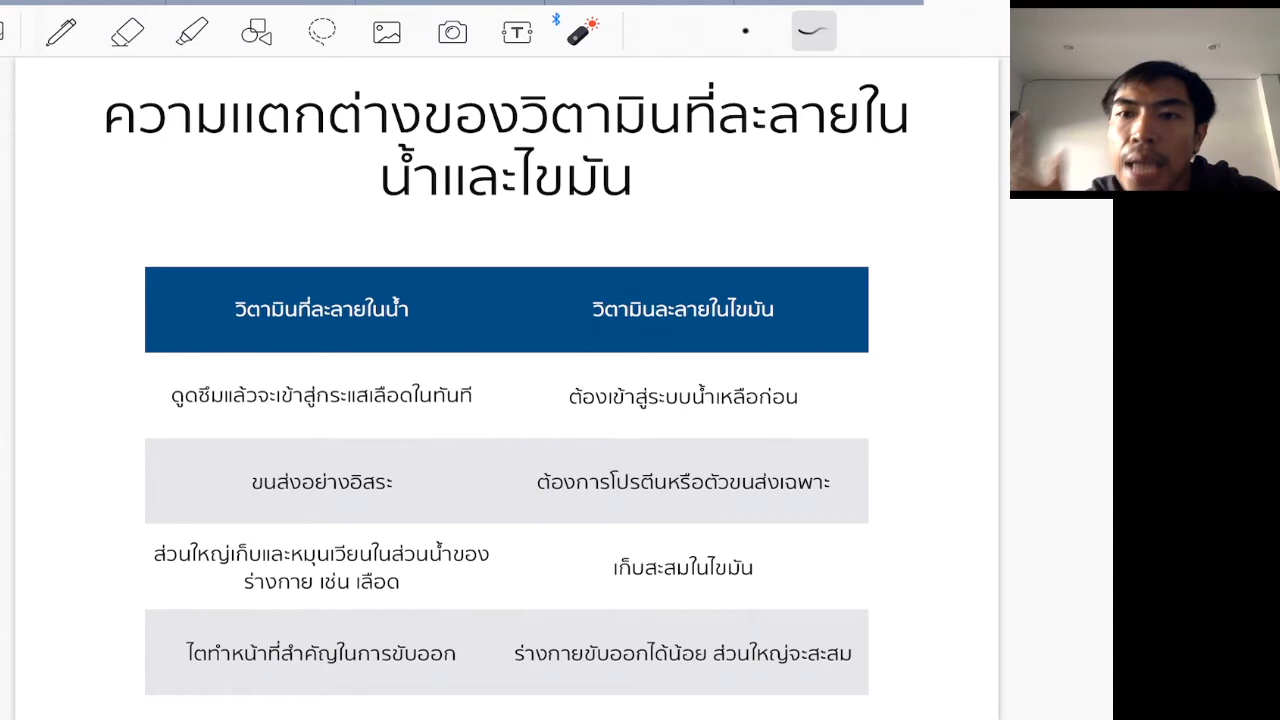 ความแตกต่างของวิตามินที่ละลายใน
น้ำและไขมัน
วิตามินที่ละลายในน้ำ
วิตามินละลายในไขมัน
ดูดซึมแล้วจะเข้าสู่กระแสเลือดในทันที
ต้องเข้าสู่ระบบน้ำเหลือก่อน
ขนส่งอย่างอิสระ
ต้องการโปรตีนหรือตัวขนส่งเฉพาะ
ส่วนใหญ่เก็บและหมุนเวียนในส่วนน้ำของ
ร่างกาย เช่น เลือด
เก็บสะสมในไขมัน
ไตทำหน้าที่สำคัญในการขับออก
ร่างกายขับออกได้น้อย ส่วนใหญ่จะสะสม